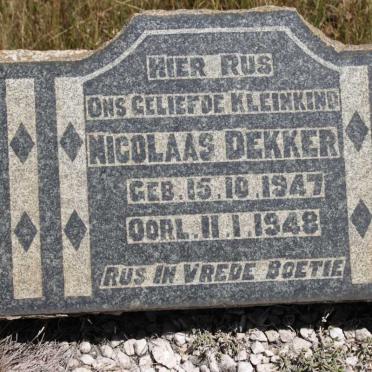 HIER RUS
ONS GELIEFDE KLEINKIND
NICOLAAS DEKKER
GEB. 15.10.1947
OORL. 11.1.1948
RUS IN VREDE BOETIE